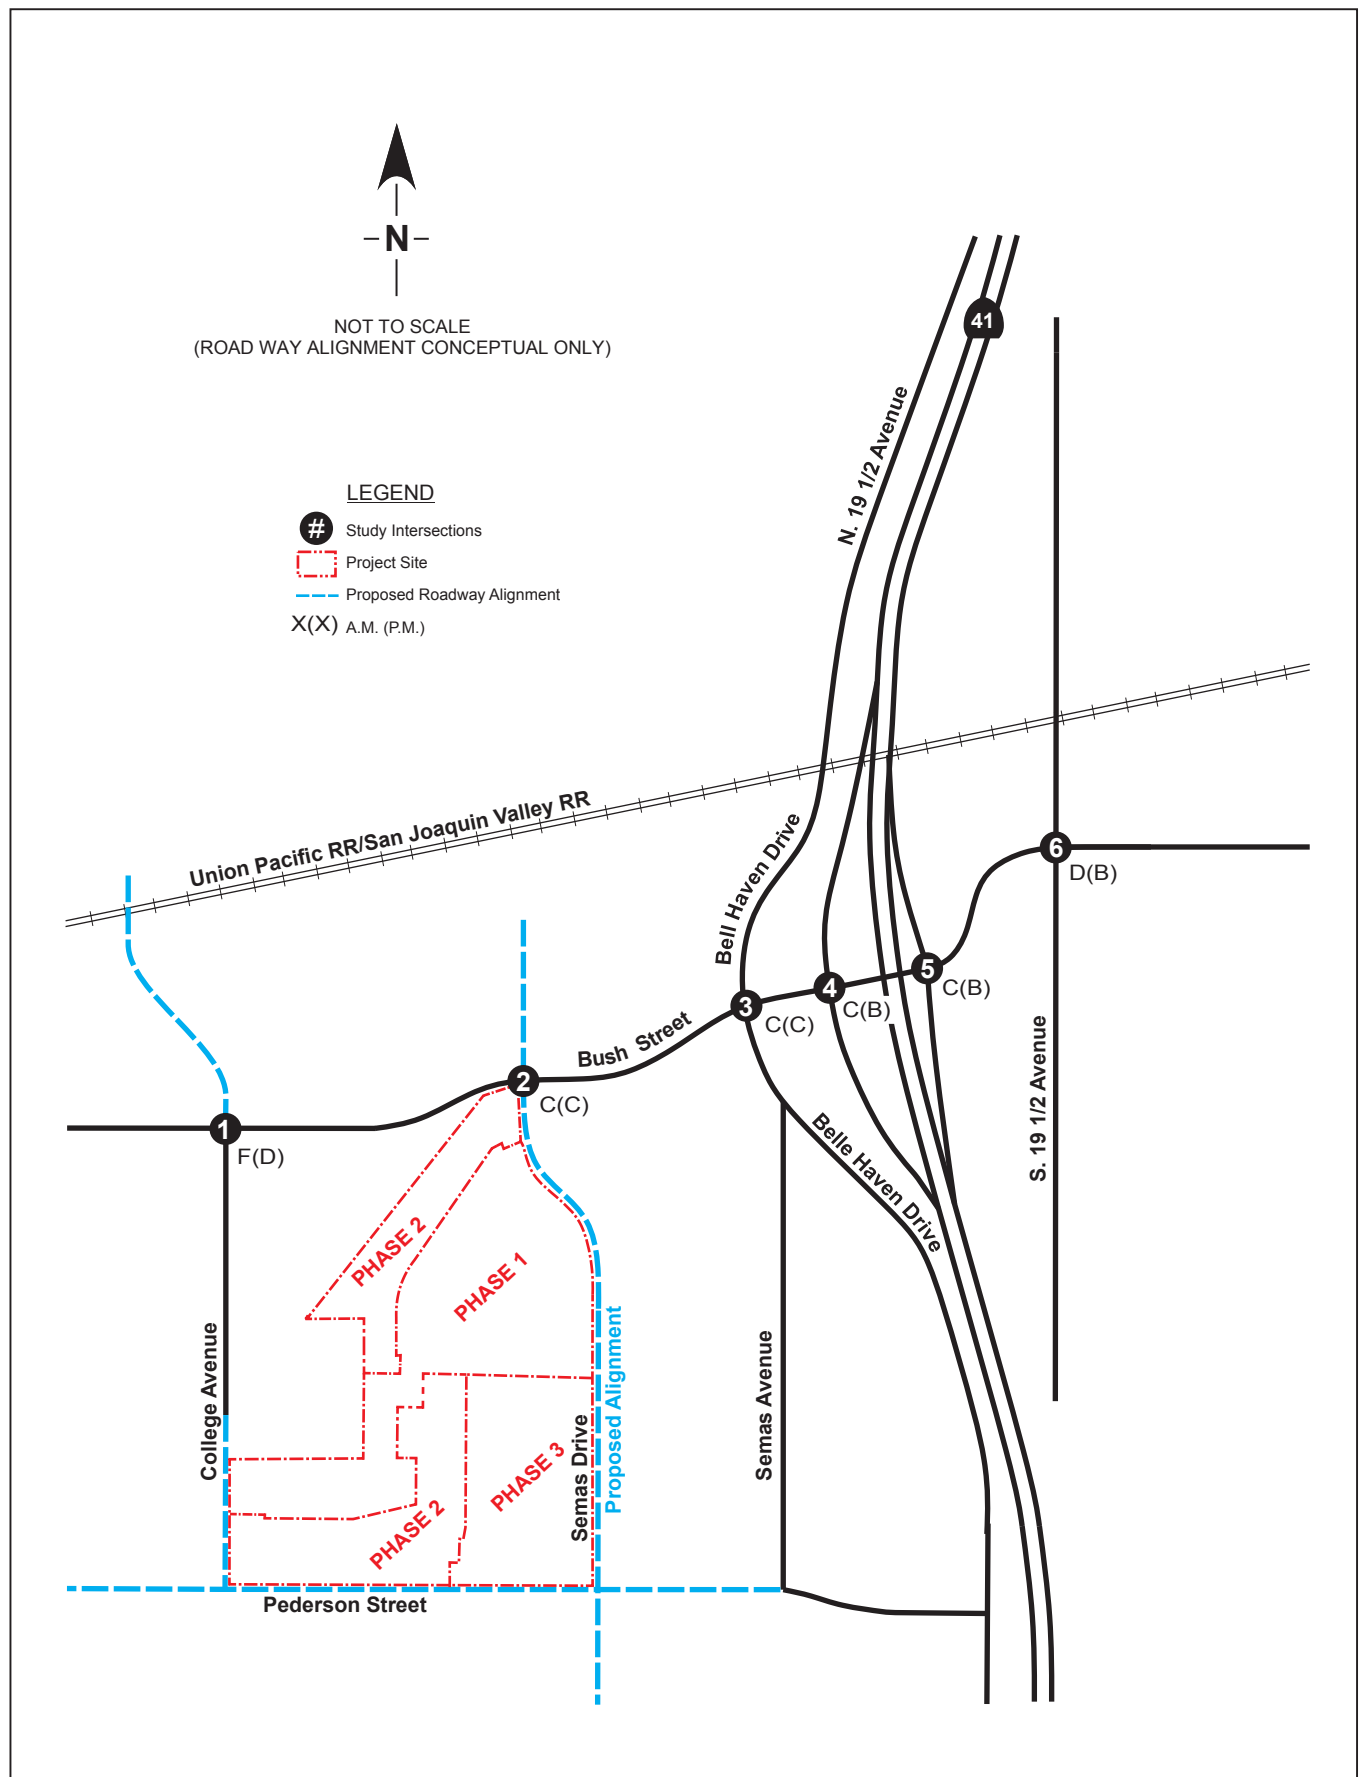 N
NOT TO SCALE
(ROAD WAY ALIGNMENT CONCEPTUAL ONLY)
41
N. 19 1/2 Avenue
LEGEND
# Study Intersections
Project Site
Proposed Roadway Alignment
X(X) A.M. (P.M.)
Union Pacific RR/San Joaquin Valley RR
Bell Haven Drive
6
D(B)
5
C(B)
4
C(B)
3
C(C)
Bush Street
2
C(C)
1
F(D)
S. 19 1/2 Avenue
Belle Haven Drive
PHASE 2
PHASE 1
College Avenue
Proposed Alignment
Semas Drive
Semas Avenue
PHASE 3
PHASE 2
Pederson Street